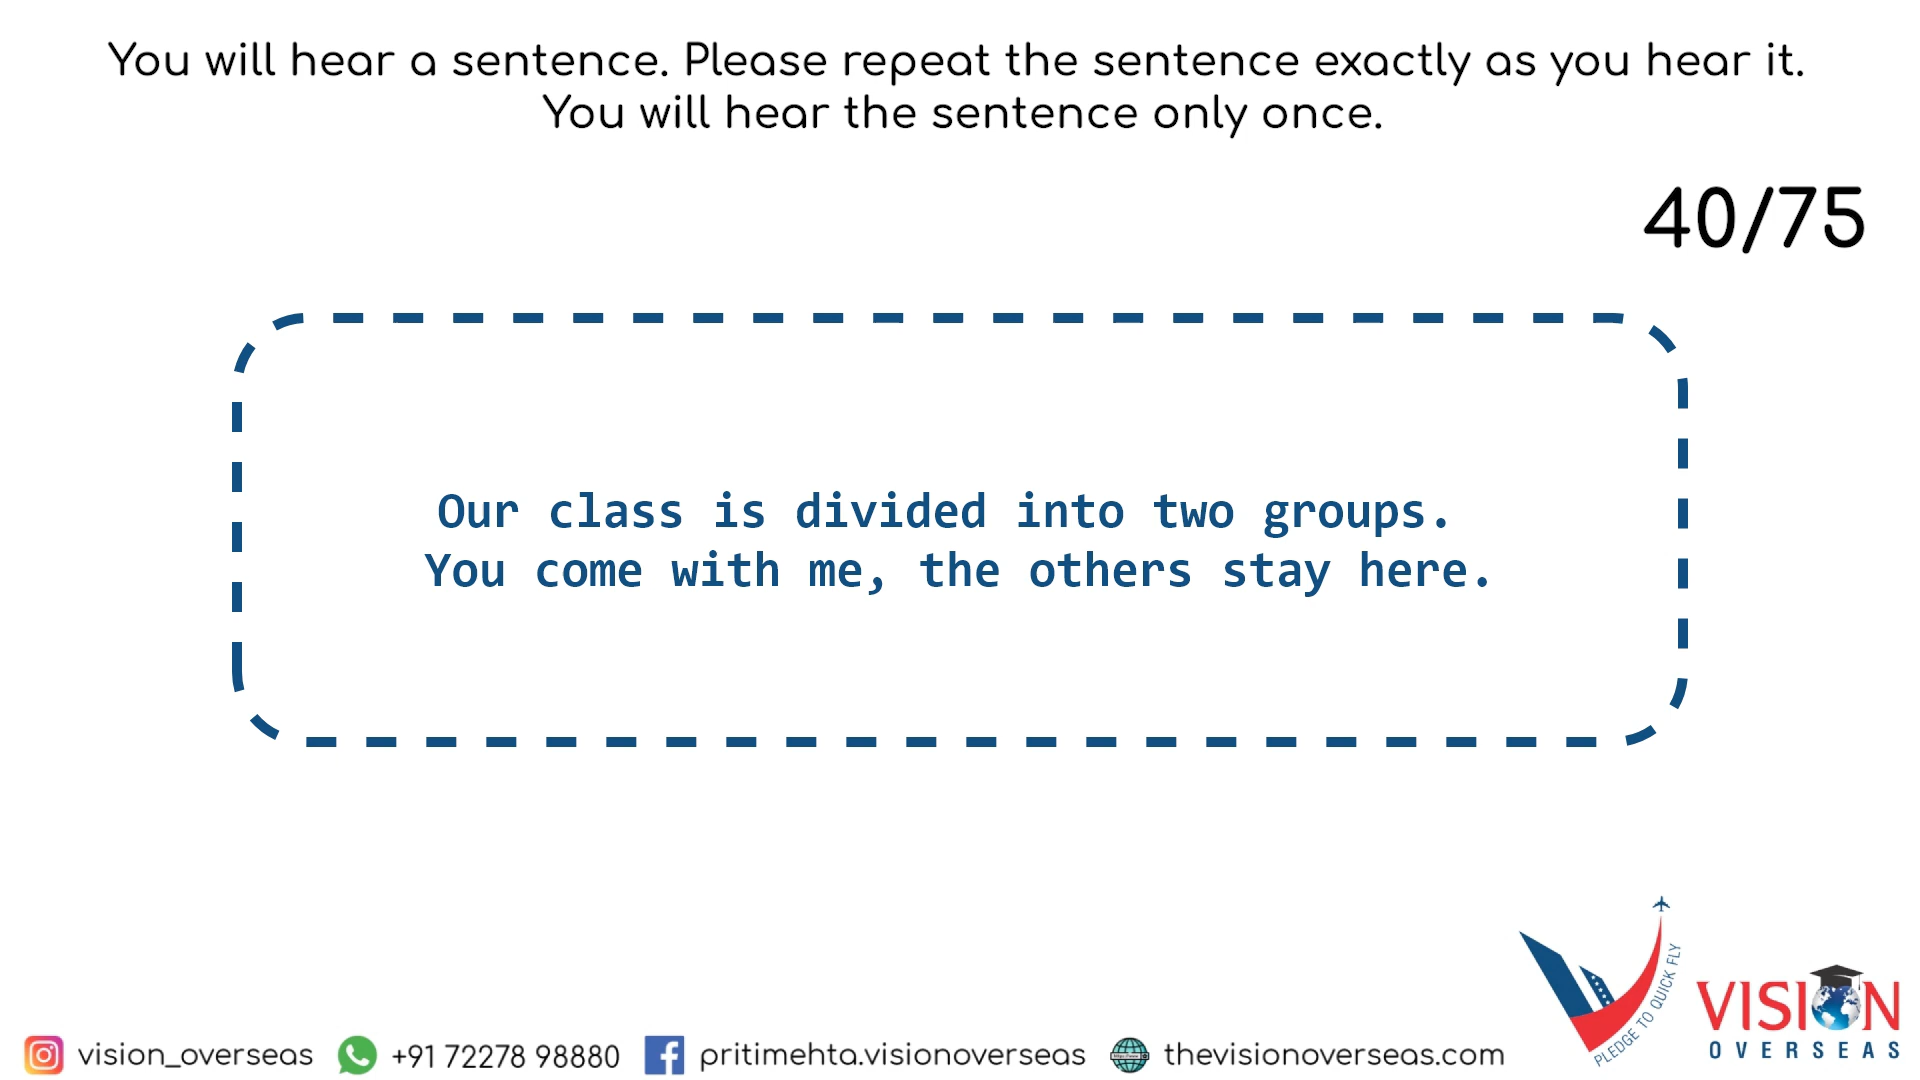 You will hear a sentence. Please repeat the sentence exactly as you hear it.
You will hear the sentence only once.
40/75
Our class is divided into two groups.
You come with me, the others stay here.
PLEDGE TO QUICK FLY
VISION
OVERSEAS
vision_overseas
+91 72278 98880
pritimehta.visionoverseas
thevisionoverseas.com